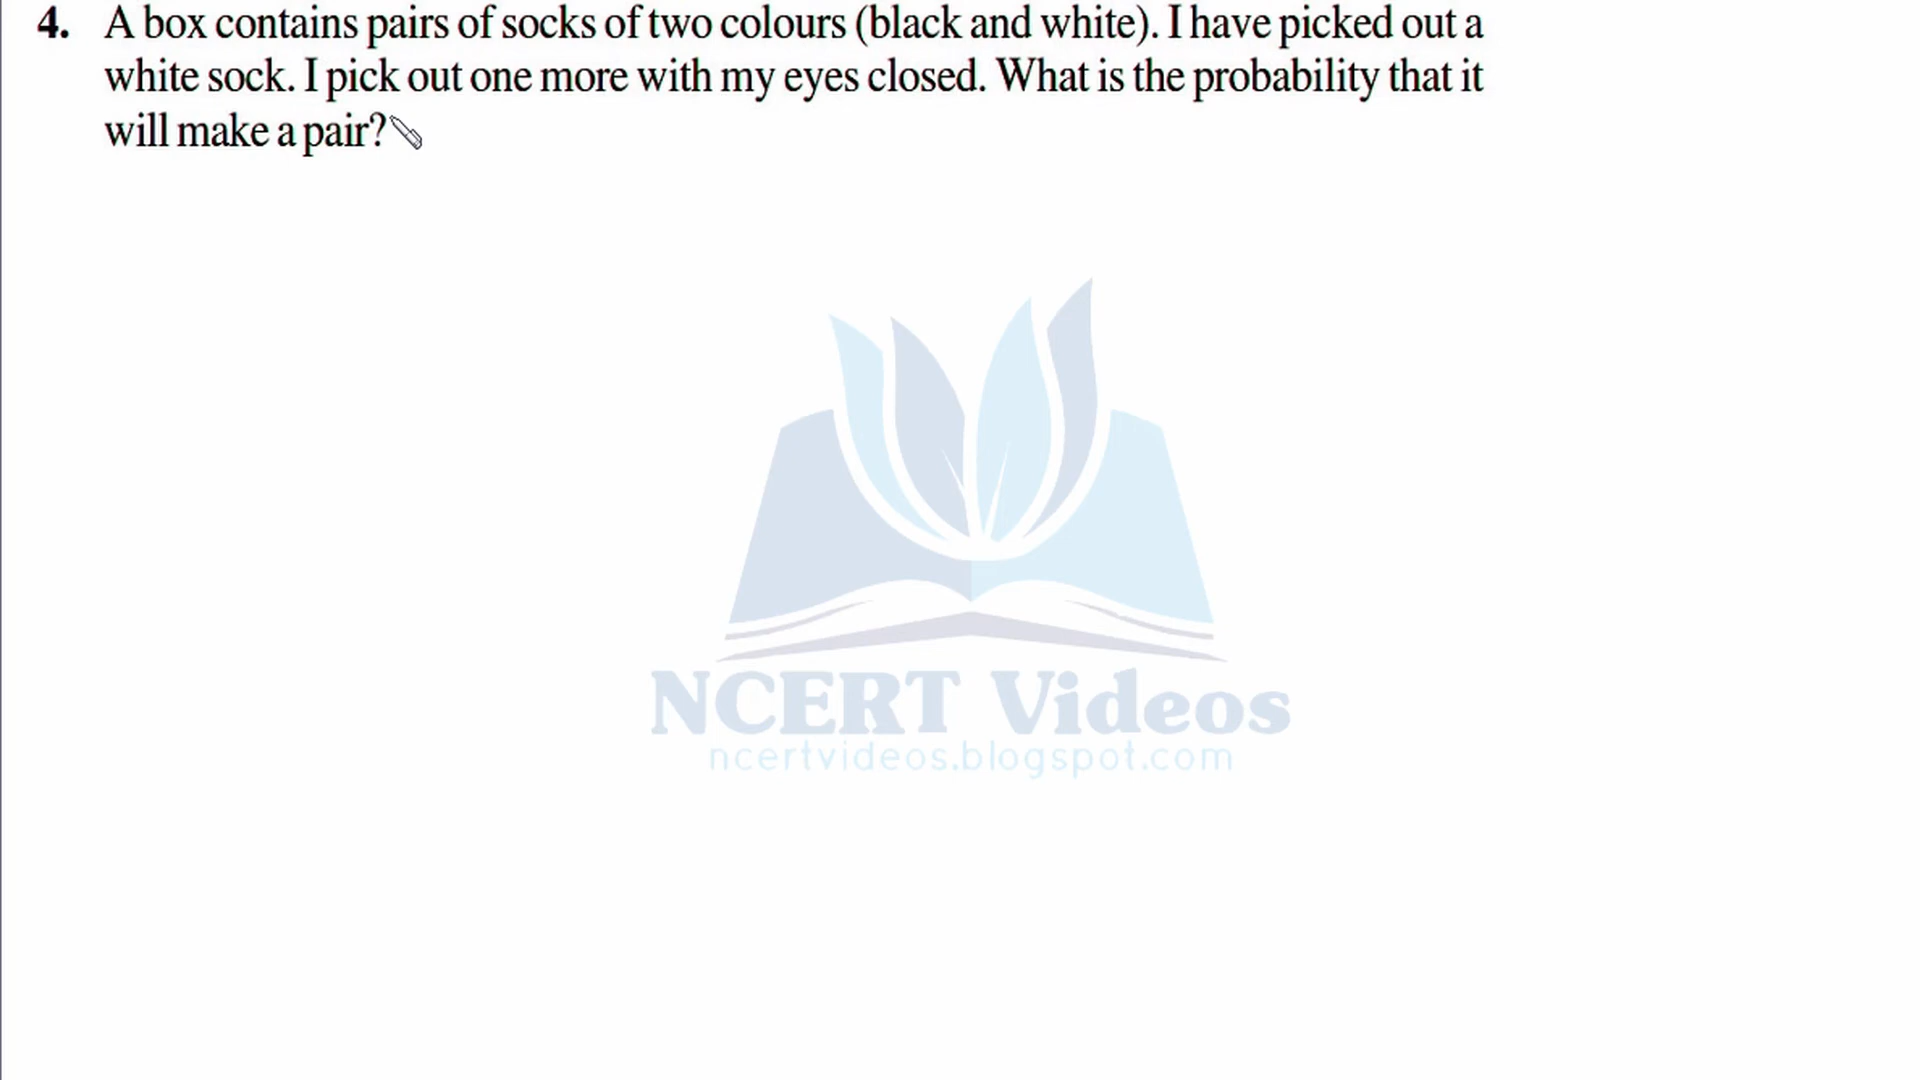 4. A box contains pairs of socks of two colours (black and white). I have picked out a
white sock. I pick out one more with my eyes closed. What is the probability that it
will make a pair?
NCERT Videos
ncertvideos.blogspot.com